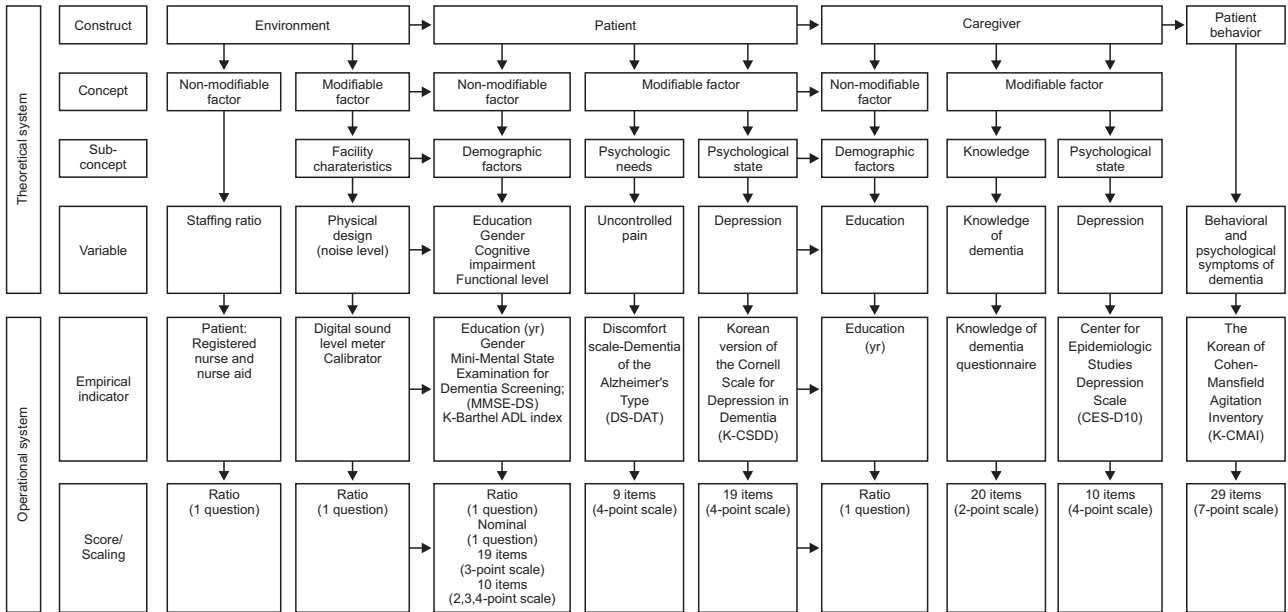 Theoretical system
Construct
Environment
Patient
Caregiver
Patient
behavior
Concept
Non-modifiable
factor
Modifiable
factor
Non-modifiable
factor
Modifiable factor
Non-modifiable
factor
Modifiable factor
Sub-
concept
Facility
charateristics
Demographic
factors
Psychologic
needs
Psychological
state
Demographic
factors
Knowledge
Psychological
state
Variable
Staffing ratio
Physical
design
(noise level)
Education
Gender
Cognitive
impairment
Functional level
Uncontrolled
pain
Depression
Education
Knowledge
of
dementia
Depression
Behavioral and
psychological
symptoms of
dementia
Operational system
Empirical
indicator
Patient:
Registered
nurse and
nurse aid
Digital sound
level meter
Calibrator
Education (yr)
Gender
Mini-Mental State
Examination for
Dementia Screening;
(MMSE-DS)
K-Barthel ADL index
Discomfort
scale-Dementia
of the
Alzheimer's
Type
(DS-DAT)
Korean
version of
the Cornell
Scale for
Depression in
Dementia
(K-CSDD)
Education
(yr)
Knowledge of
dementia
questionnaire
Center for
Epidemiologic
Studies
Depression
Scale
(CES-D10)
The
Korean of
Cohen-
Mansfield
Agitation
Inventory
(K-CMAI)
Score/
Scaling
Ratio
(1 question)
Ratio
(1 question)
Ratio
(1 question)
Nominal
(1 question)
19 items
(3-point scale)
10 items
(2,3,4-point scale)
9 items
(4-point scale)
19 items
(4-point scale)
Ratio
(1 question)
20 items
(2-point scale)
10 items
(4-point scale)
29 items
(7-point scale)